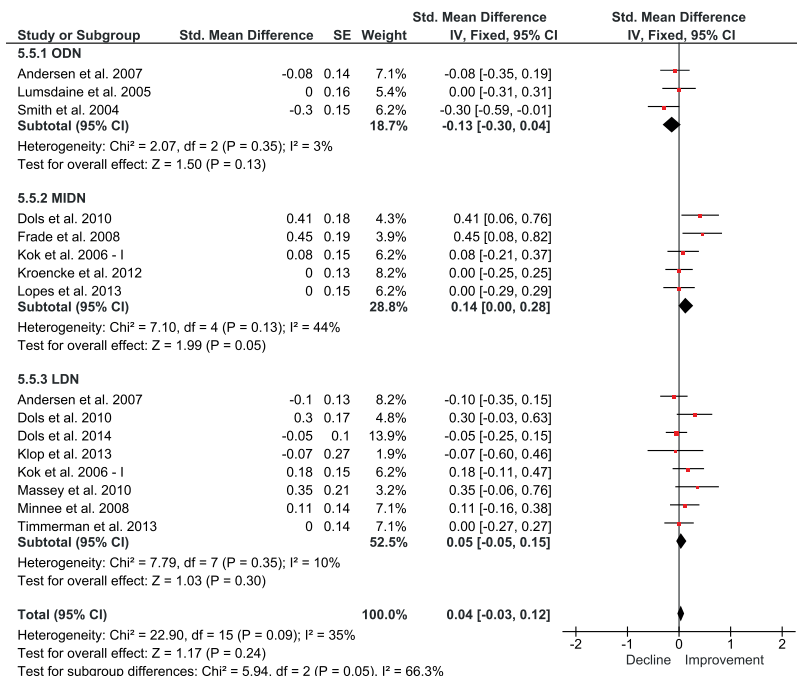 Std. Mean Difference Std. Mean Difference
Study or Subgroup Std. Mean Difference SE Weight IV, Fixed, 95% CI IV, Fixed, 95% CI
5.5.1 ODN
Andersen et al. 2007 -0.08 0.14 7.1% -0.08 [-0.35, 0.19]
Lumsdaine et al. 2005 0 0.16 5.4% 0.00 [-0.31, 0.31]
Smith et al. 2004 -0.3 0.15 6.2% -0.30 [-0.59, -0.01]
Subtotal (95% CI) 18.7% -0.13 [-0.30, 0.04]
Heterogeneity: Chi² = 2.07, df = 2 (P = 0.35); I² = 3%
Test for overall effect: Z = 1.50 (P = 0.13)
5.5.2 MIDN
Dols et al. 2010 0.41 0.18 4.3% 0.41 [0.06, 0.76]
Frade et al. 2008 0.45 0.19 3.9% 0.45 [0.08, 0.82]
Kok et al. 2006 - I 0.08 0.15 6.2% 0.08 [-0.21, 0.37]
Kroencke et al. 2012 0 0.13 8.2% 0.00 [-0.25, 0.25]
Lopes et al. 2013 0 0.15 6.2% 0.00 [-0.29, 0.29]
Subtotal (95% CI) 28.8% 0.14 [0.00, 0.28]
Heterogeneity: Chi² = 7.10, df = 4 (P = 0.13); I² = 44%
Test for overall effect: Z = 1.99 (P = 0.05)
5.5.3 LDN
Andersen et al. 2007 -0.1 0.13 8.2% -0.10 [-0.35, 0.15]
Dols et al. 2010 0.3 0.17 4.8% 0.30 [-0.03, 0.63]
Dols et al. 2014 -0.05 0.1 13.9% -0.05 [-0.25, 0.15]
Klop et al. 2013 -0.07 0.27 1.9% -0.07 [-0.60, 0.46]
Kok et al. 2006 - I 0.18 0.15 6.2% 0.18 [-0.11, 0.47]
Massey et al. 2010 0.35 0.21 3.2% 0.35 [-0.06, 0.76]
Minnee et al. 2008 0.11 0.14 7.1% 0.11 [-0.16, 0.38]
Timmerman et al. 2013 0 0.14 7.1% 0.00 [-0.27, 0.27]
Subtotal (95% CI) 52.5% 0.05 [-0.05, 0.15]
Heterogeneity: Chi² = 7.79, df = 7 (P = 0.35); I² = 10%
Test for overall effect: Z = 1.03 (P = 0.30)
Total (95% CI) 100.0% 0.04 [-0.03, 0.12]
Heterogeneity: Chi² = 22.90, df = 15 (P = 0.09); I² = 35%
Test for overall effect: Z = 1.17 (P = 0.24)
Test for subgroup differences: Chi² = 5.94, df = 2 (P = 0.05), I² = 66.3%
-2 -1 0 1 2
Decline Improvement